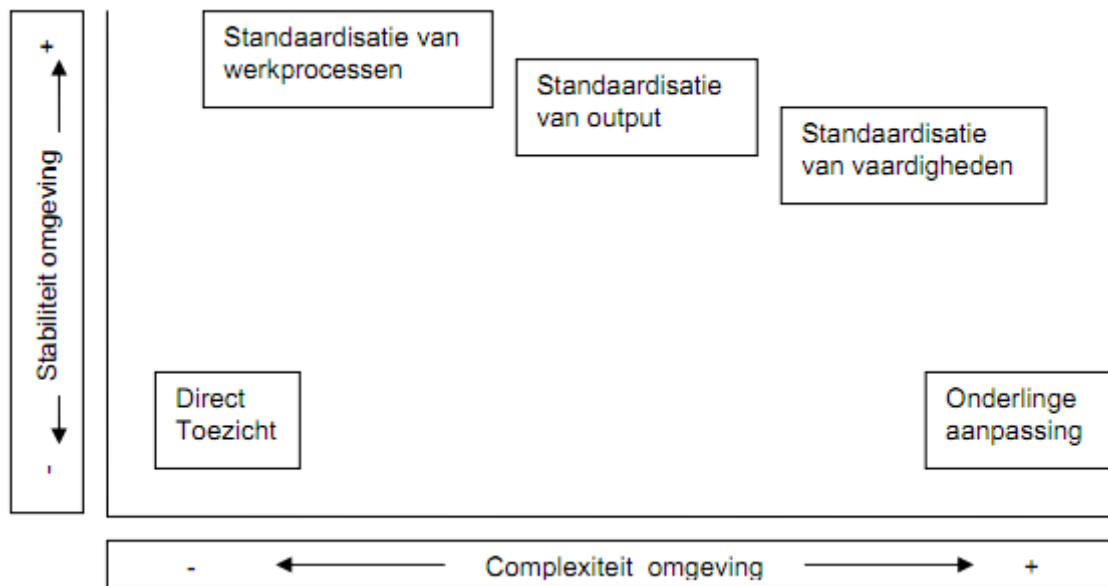 Standaardisatie van
werkprocessen
Standaardisatie
van output
Standaardisatie
van vaardigheden
+
Stabiliteit omgeving
-
Direct
Toezicht
Onderlinge
aanpassing
- Complexiteit omgeving +